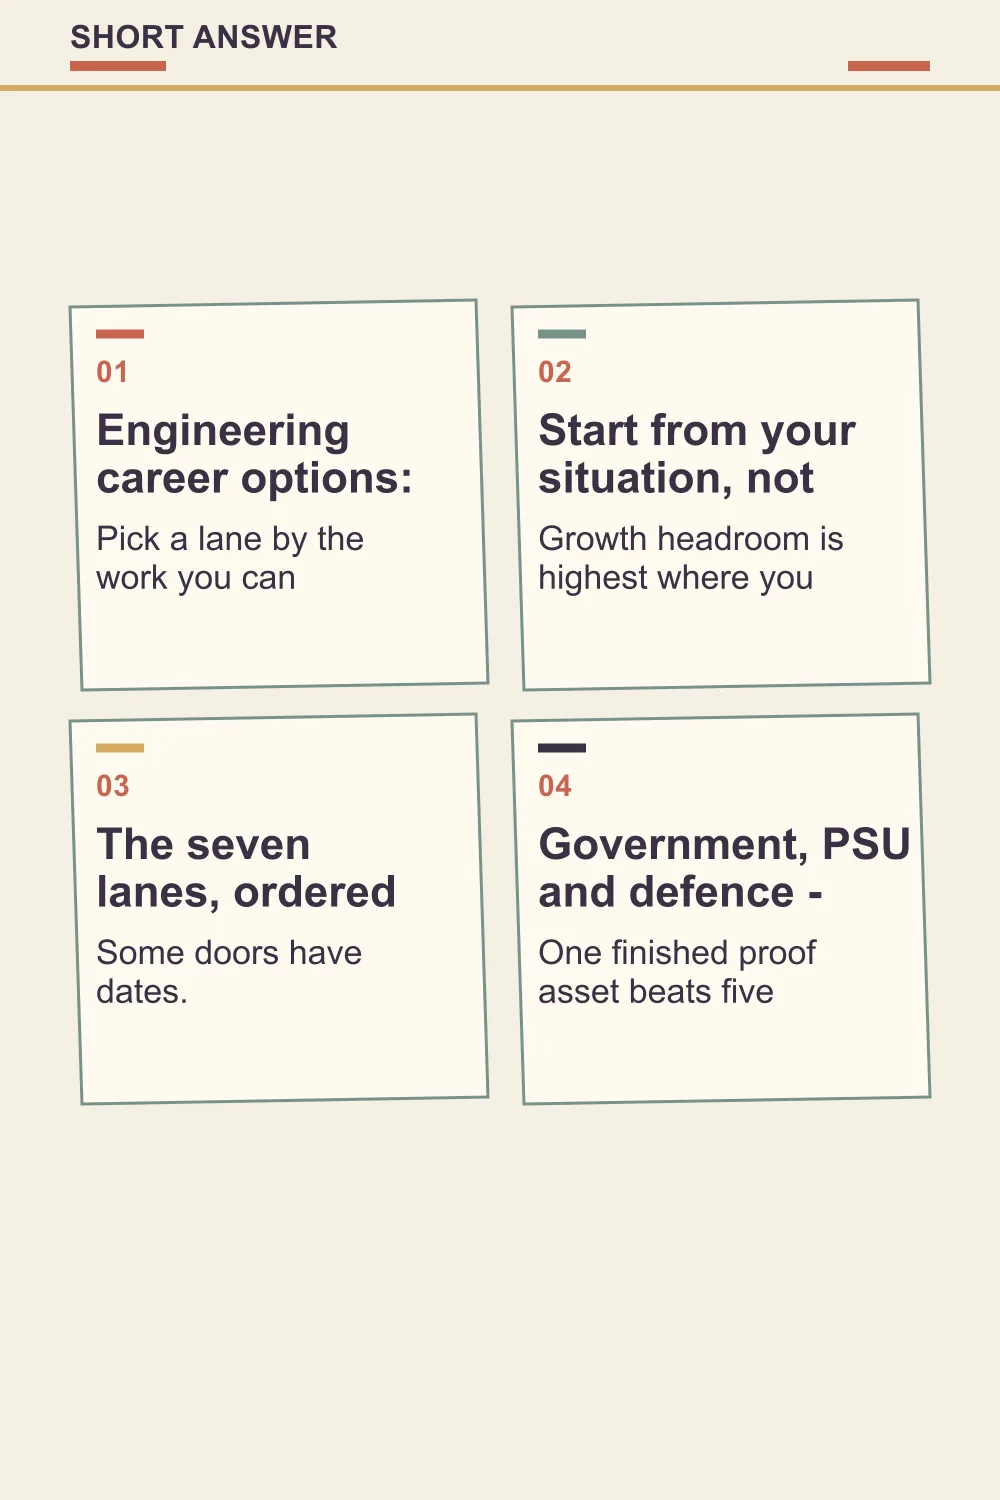 SHORT ANSWER
01
Engineering
career options:
Pick a lane by the
work you can
02
Start from your
situation, not
Growth headroom is
highest where you
03
The seven
lanes, ordered
Some doors have
dates.
04
Government, PSU
and defence -
One finished proof
asset beats five